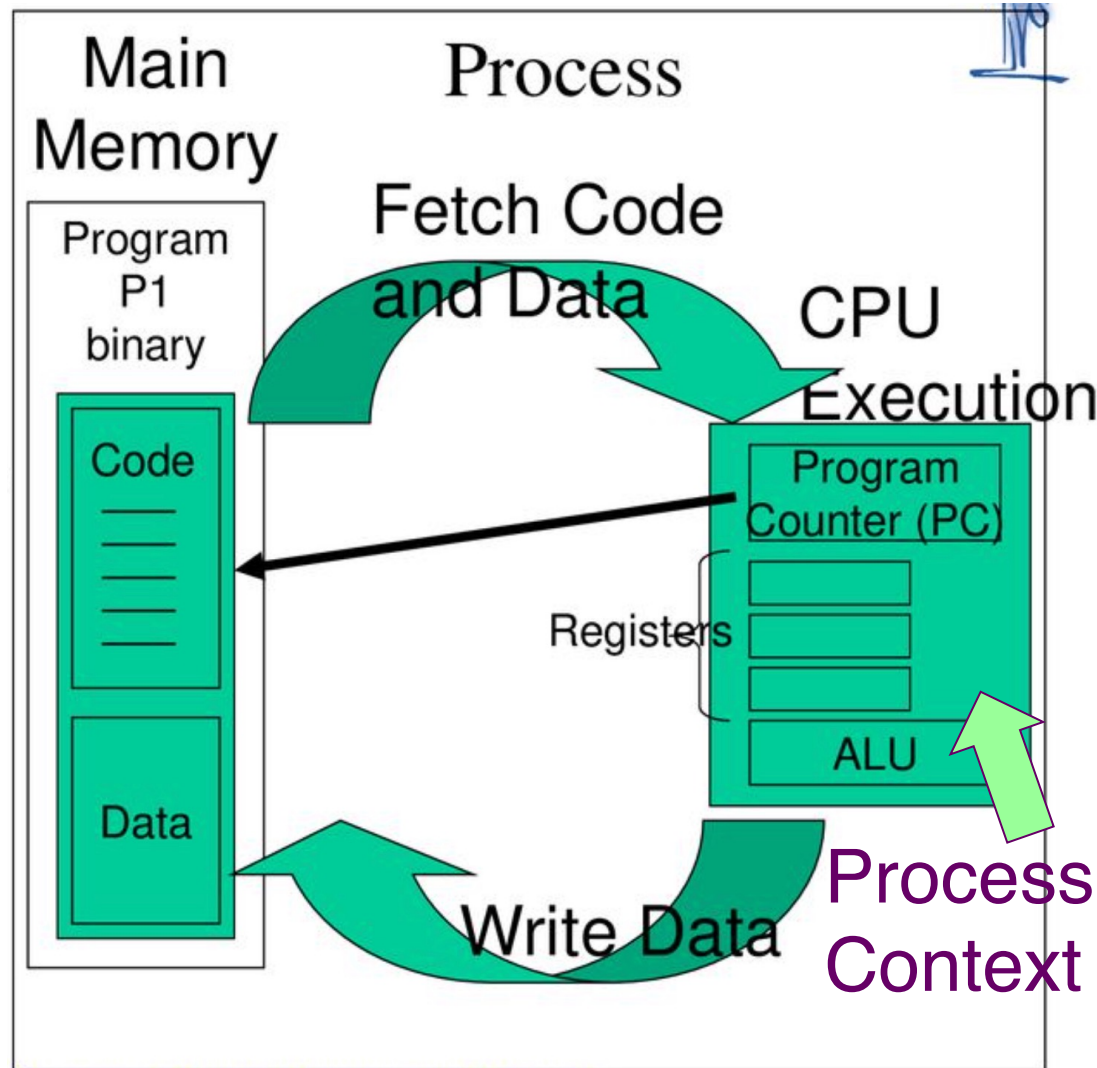 Main
Memory
Process
Program
P1
binary
Fetch Code
and Data
CPU
Execution
Code
Program
Counter (PC)
Registers
ALU
Data
Write Data
Process
Context